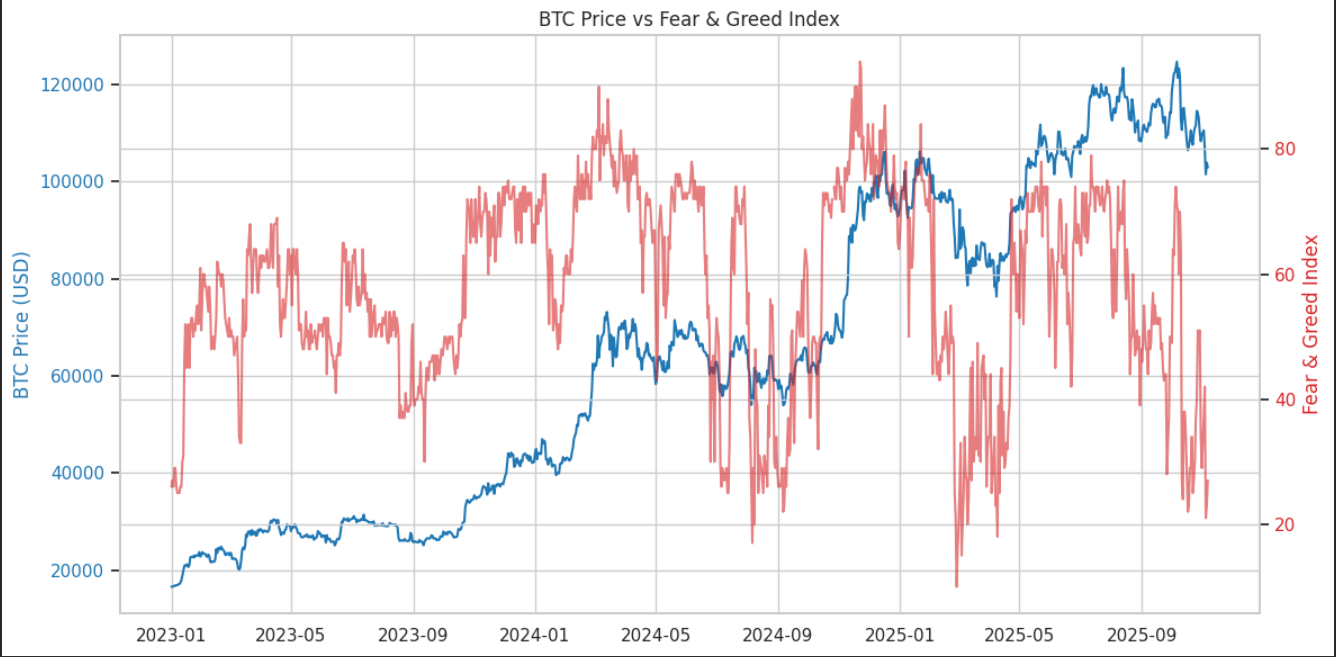 BTC Price vs Fear & Greed Index
BTC Price (USD)
120000
100000
80000
60000
40000
20000
80
60
40
20
Fear & Greed Index
2023-01 2023-05 2023-09 2024-01 2024-05 2024-09 2025-01 2025-05 2025-09